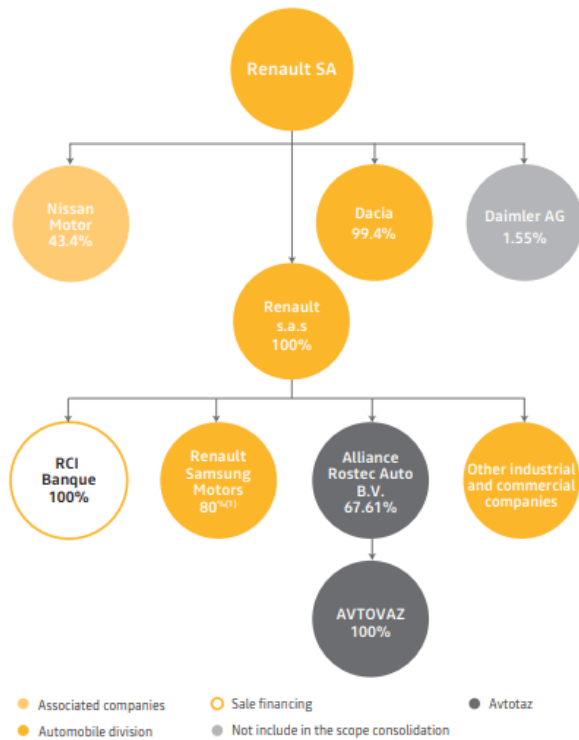 Renault SA
Nissan
Motor
43.4%
Dacia
99.4%
Daimler AG
1.55%
Renault
s.a.s
100%
RCI
Banque
100%
Renault
Samsung
Motors
80%(1)
Alliance
Rostec Auto
B.V.
67.61%
Other industrial
and commercial
companies
AVTOVAZ
100%
Associated companies
Sale financing
Avtotaz
Automobile division
Not include in the scope consolidation